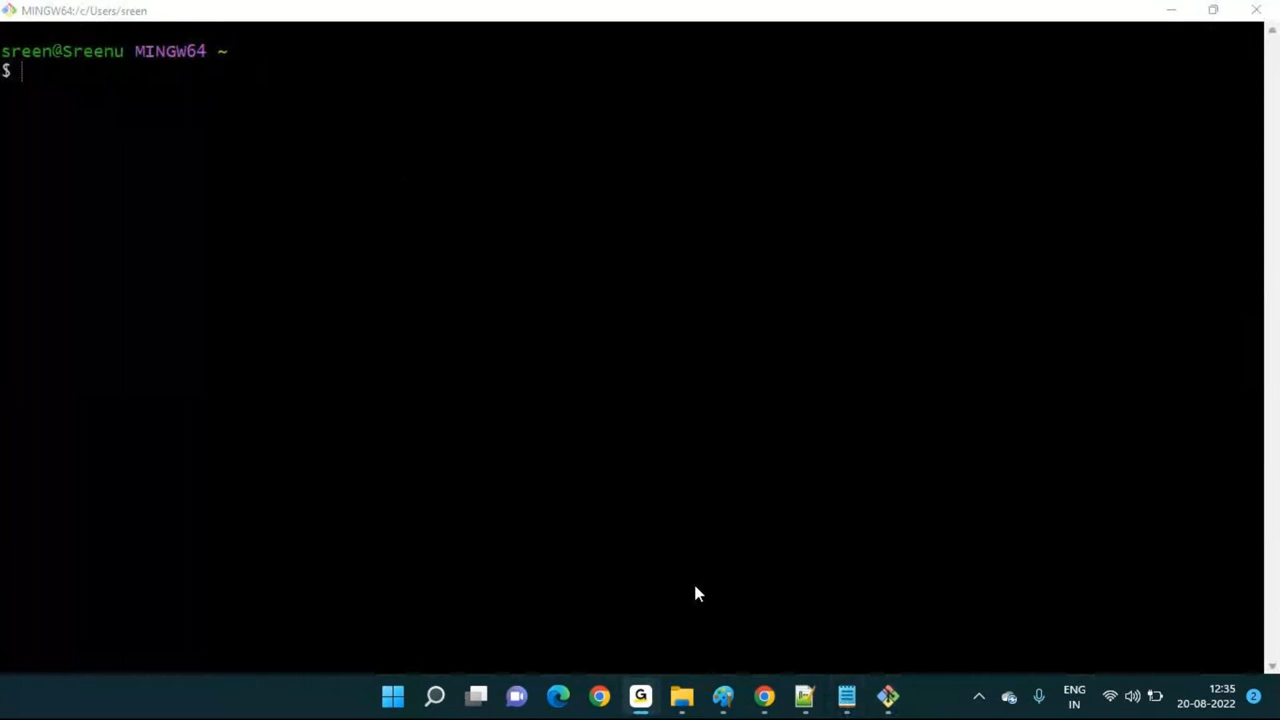 MINGW64:/c/Users/sreen
sreen@Sreenu MINGW64 ~
$
G
ENG
IN
12:35
20-08-2022
2